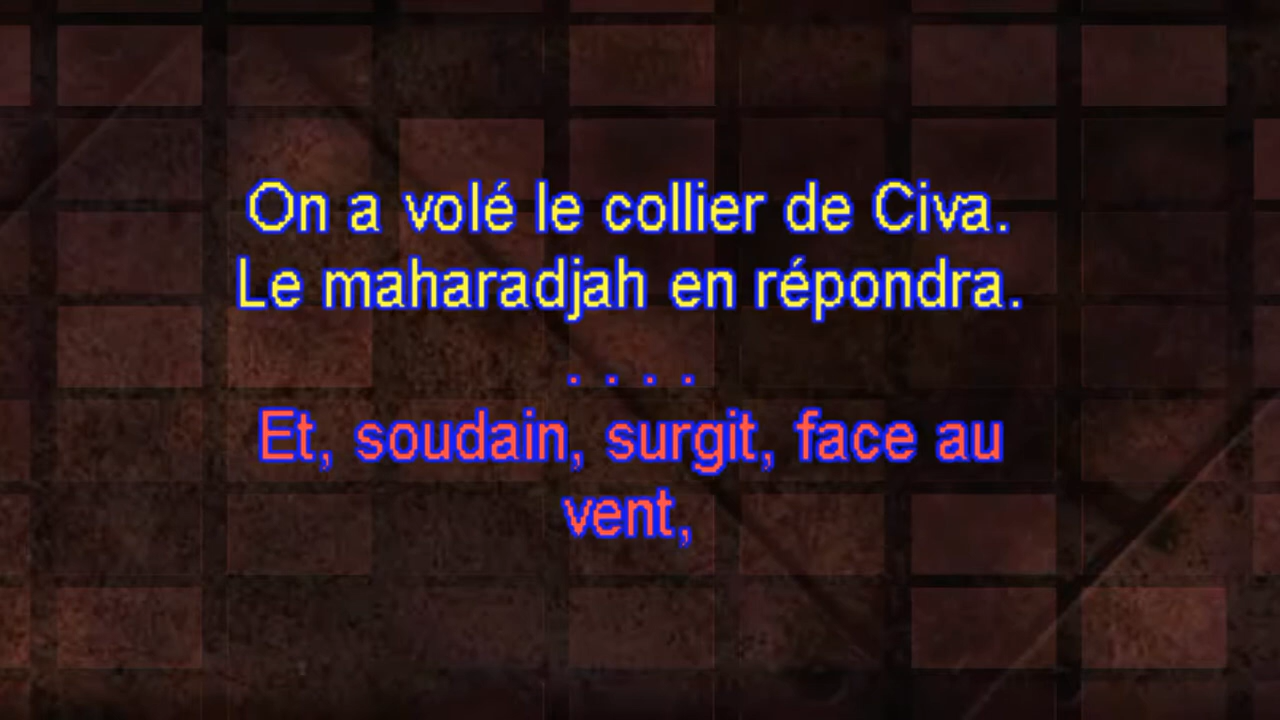 On a volé le collier de Civa.
Le maharadjah en répondra.
. . . .
Et, soudain, surgit, face au
vent,